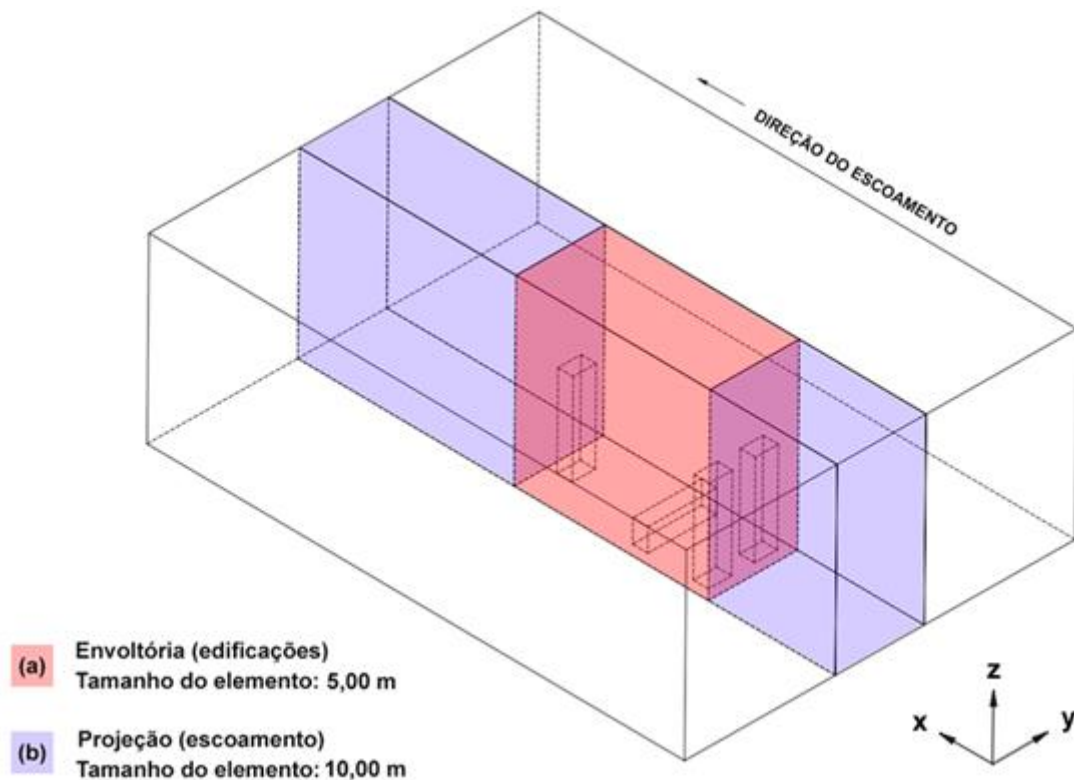 DIREÇÃO DO ESCOAMENTO
(a)
Envoltória (edificações)
Tamanho do elemento: 5,00 m
(b)
Projeção (escoamento)
Tamanho do elemento: 10,00 m
z
x
y